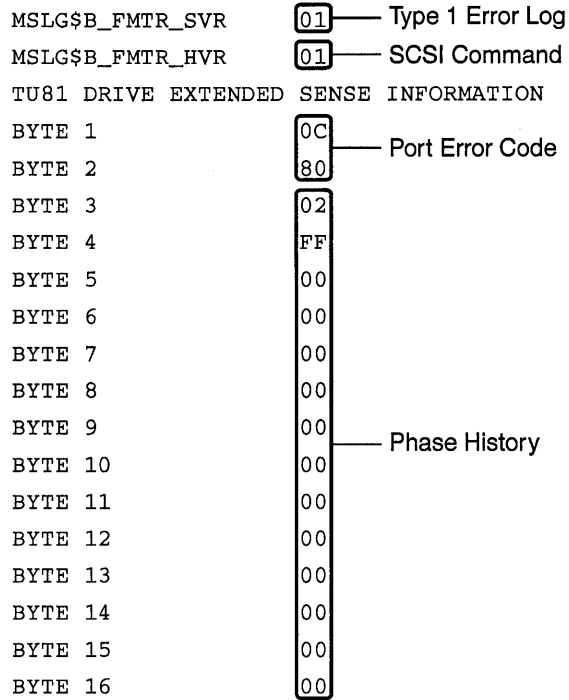 MSLG$B_FMTR_SVR 01 Type 1 Error Log
MSLG$B_FMTR_HVR 01 SCSI Command
TU81 DRIVE EXTENDED SENSE INFORMATION
BYTE 1 0C
Port Error Code
BYTE 2 80
BYTE 3 02
BYTE 4 FF
BYTE 5 00
BYTE 6 00
BYTE 7 00
BYTE 8 00
BYTE 9 00
Phase History
BYTE 10 00
BYTE 11 00
BYTE 12 00
BYTE 13 00
BYTE 14 00
BYTE 15 00
BYTE 16 00